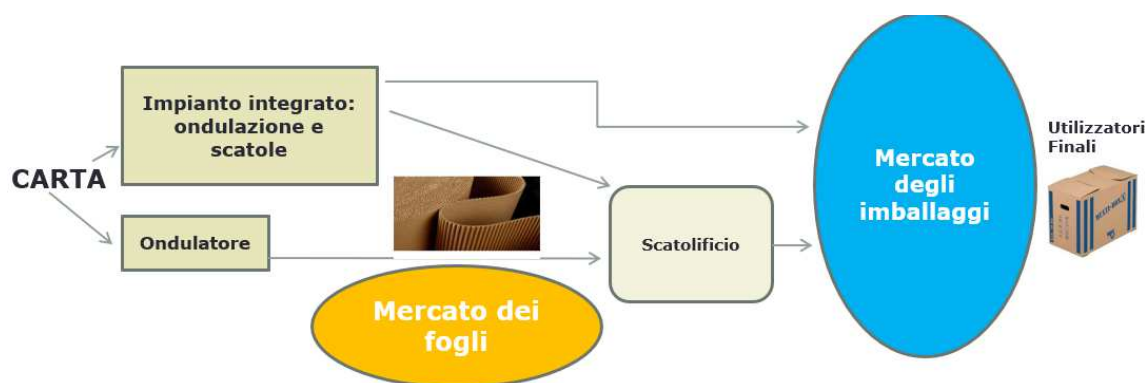 Impianto integrato:
ondulazione e
scatole
CARTA
Ondulatore
Mercato dei
fogli
Scatolificio
Mercato
degli
imballaggi
Utilizzatori
Finali